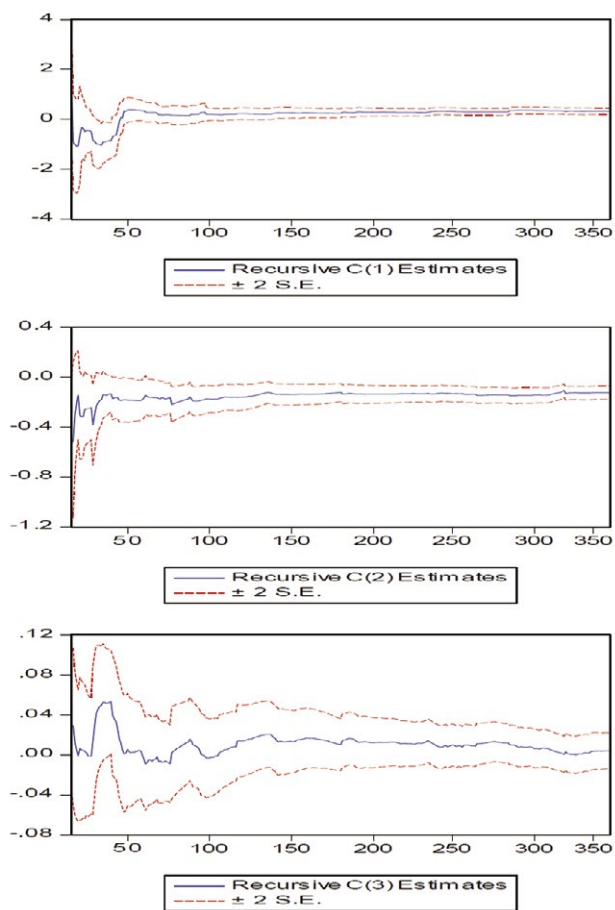 4
2
0
-2
-4
50 100 150 200 250 300 350
Recursive C(1) Estimates
± 2 S.E.
0.4
0.0
-0.4
-0.8
-1.2
50 100 150 200 250 300 350
Recursive C(2) Estimates
± 2 S.E.
.12
.08
.04
.00
-.04
-.08
50 100 150 200 250 300 350
Recursive C(3) Estimates
± 2 S.E.